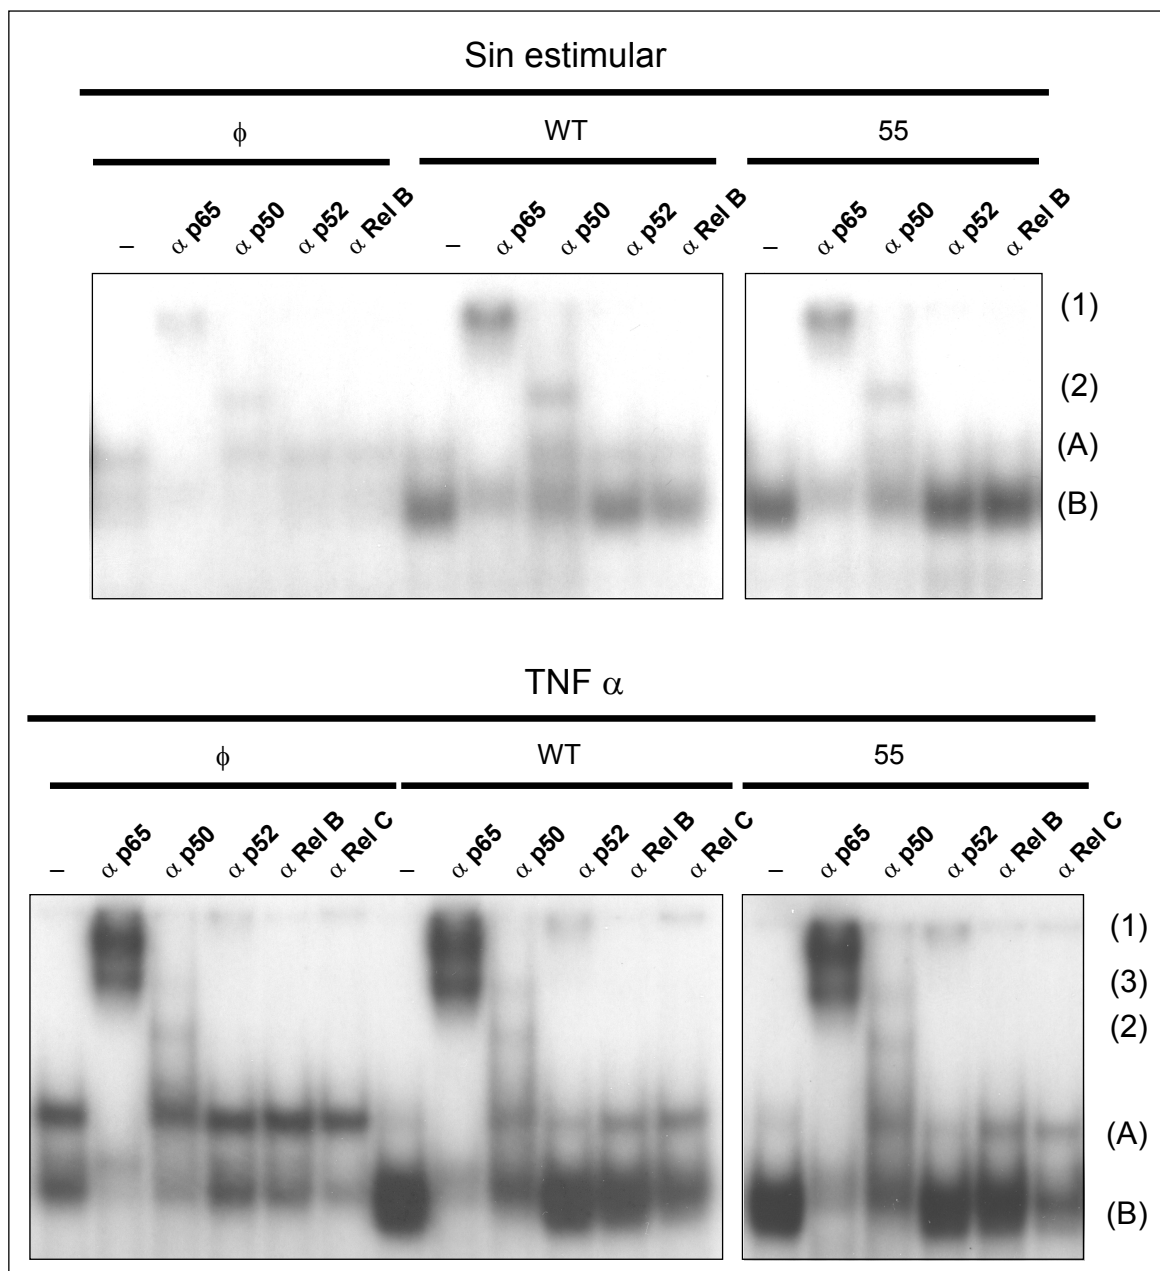 Sin estimular
ϕ WT 55
– α p65 α p50 α p52 α Rel B – α p65 α p50 α p52 α Rel B – α p65 α p50 α p52 α Rel B
(1)
(2)
(A)
(B)
TNF α
ϕ WT 55
– α p65 α p50 α p52 α Rel B α Rel C – α p65 α p50 α p52 α Rel B α Rel C – α p65 α p50 α p52 α Rel B α Rel C
(1)
(3)
(2)
(A)
(B)